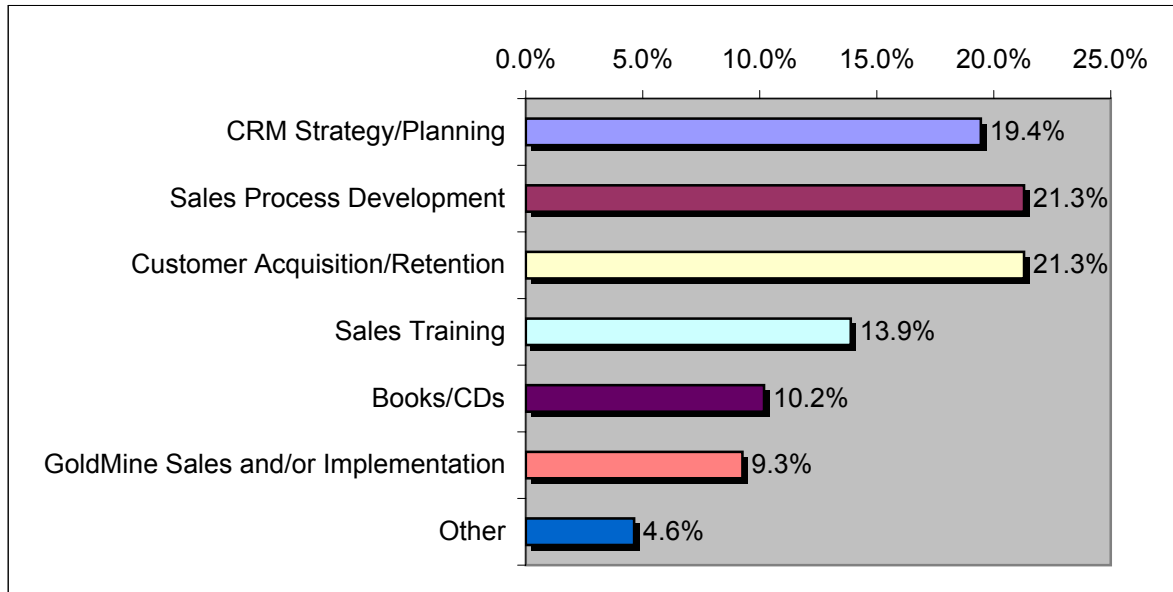 0.0% 5.0% 10.0% 15.0% 20.0% 25.0%
CRM Strategy/Planning 19.4%
Sales Process Development 21.3%
Customer Acquisition/Retention 21.3%
Sales Training 13.9%
Books/CDs 10.2%
GoldMine Sales and/or Implementation 9.3%
Other 4.6%